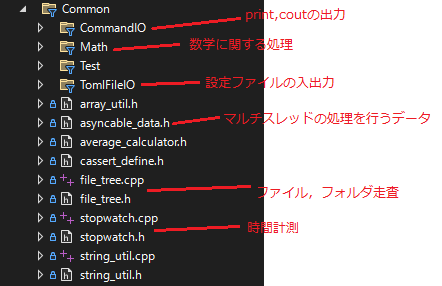 Common
CommandIO
print,coutの出力
Math
数学に関する処理
Test
TomlFileIO
設定ファイルの入出力
array_util.h
asyncable_data.h
マルチスレッドの処理を行うデータ
average_calculator.h
cassert_define.h
file_tree.cpp
ファイル，フォルダ走査
file_tree.h
stopwatch.cpp
時間計測
stopwatch.h
string_util.cpp
string_util.h